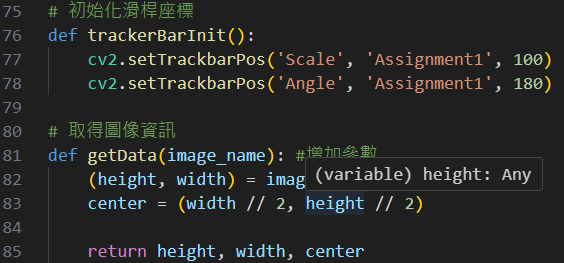 75 # 初始化滑桿座標
76 def trackerBarInit():
77     cv2.setTrackbarPos('Scale', 'Assignment1', 100)
78     cv2.setTrackbarPos('Angle', 'Assignment1', 180)
79
80 # 取得圖像資訊
81 def getData(image_name): #增加參數
(variable) height: Any
82     (height, width) = imag
83     center = (width // 2, height // 2)
84
85     return height, width, center